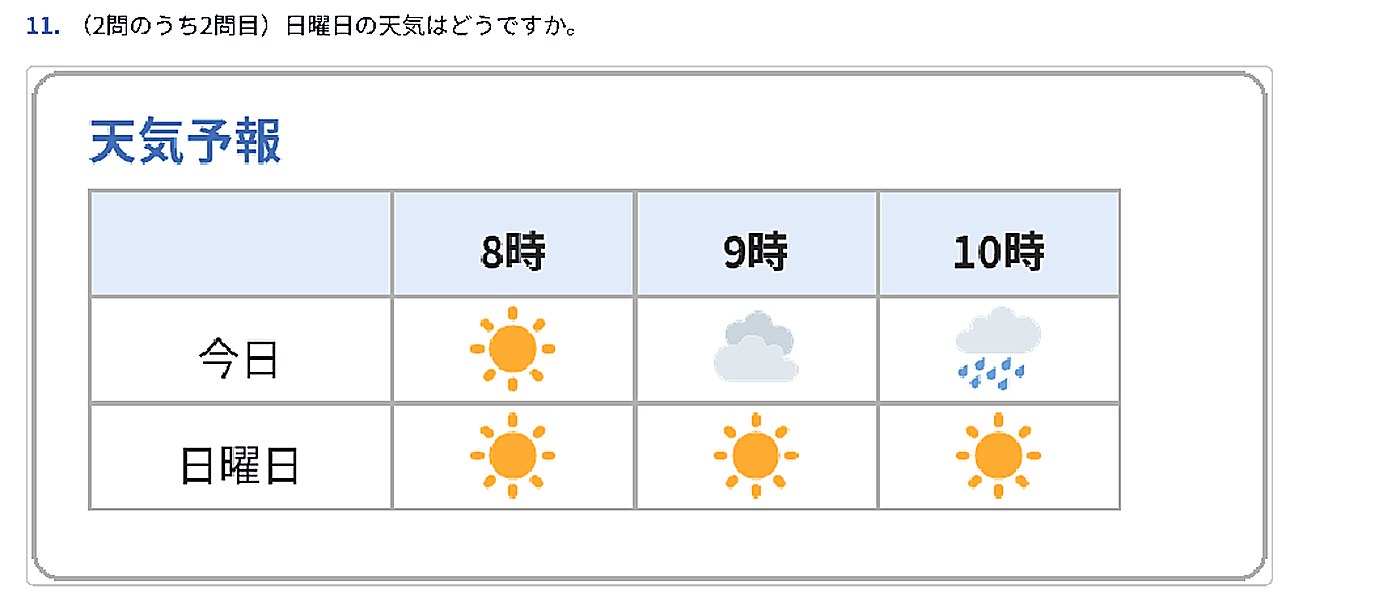 11. （2問のうち2問目）日曜日の天気はどうですか。
天気予報
8時 9時 10時
今日
日曜日